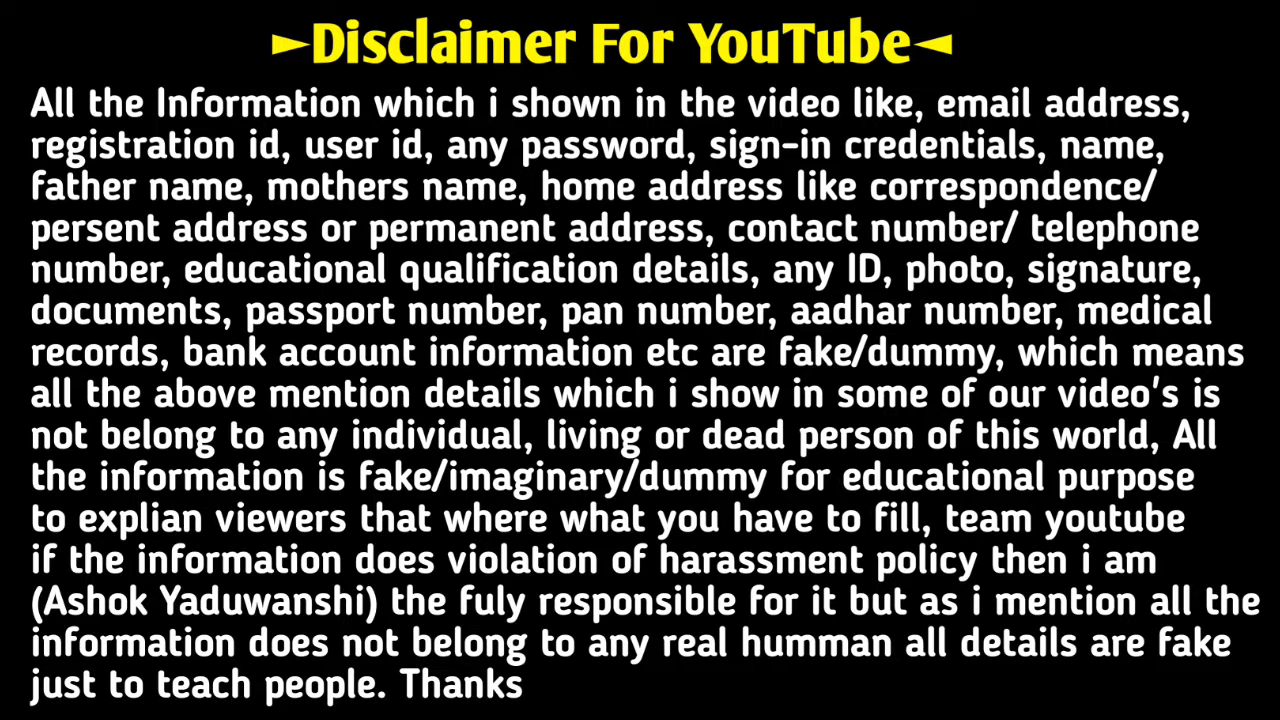 ►Disclaimer For YouTube◄
All the Information which i shown in the video like, email address,
registration id, user id, any password, sign-in credentials, name,
father name, mothers name, home address like correspondence/
persent address or permanent address, contact number/ telephone
number, educational qualification details, any ID, photo, signature,
documents, passport number, pan number, aadhar number, medical
records, bank account information etc are fake/dummy, which means
all the above mention details which i show in some of our video's is
not belong to any individual, living or dead person of this world, All
the information is fake/imaginary/dummy for educational purpose
to explian viewers that where what you have to fill, team youtube
if the information does violation of harassment policy then i am
(Ashok Yaduwanshi) the fuly responsible for it but as i mention all the
information does not belong to any real humman all details are fake
just to teach people. Thanks